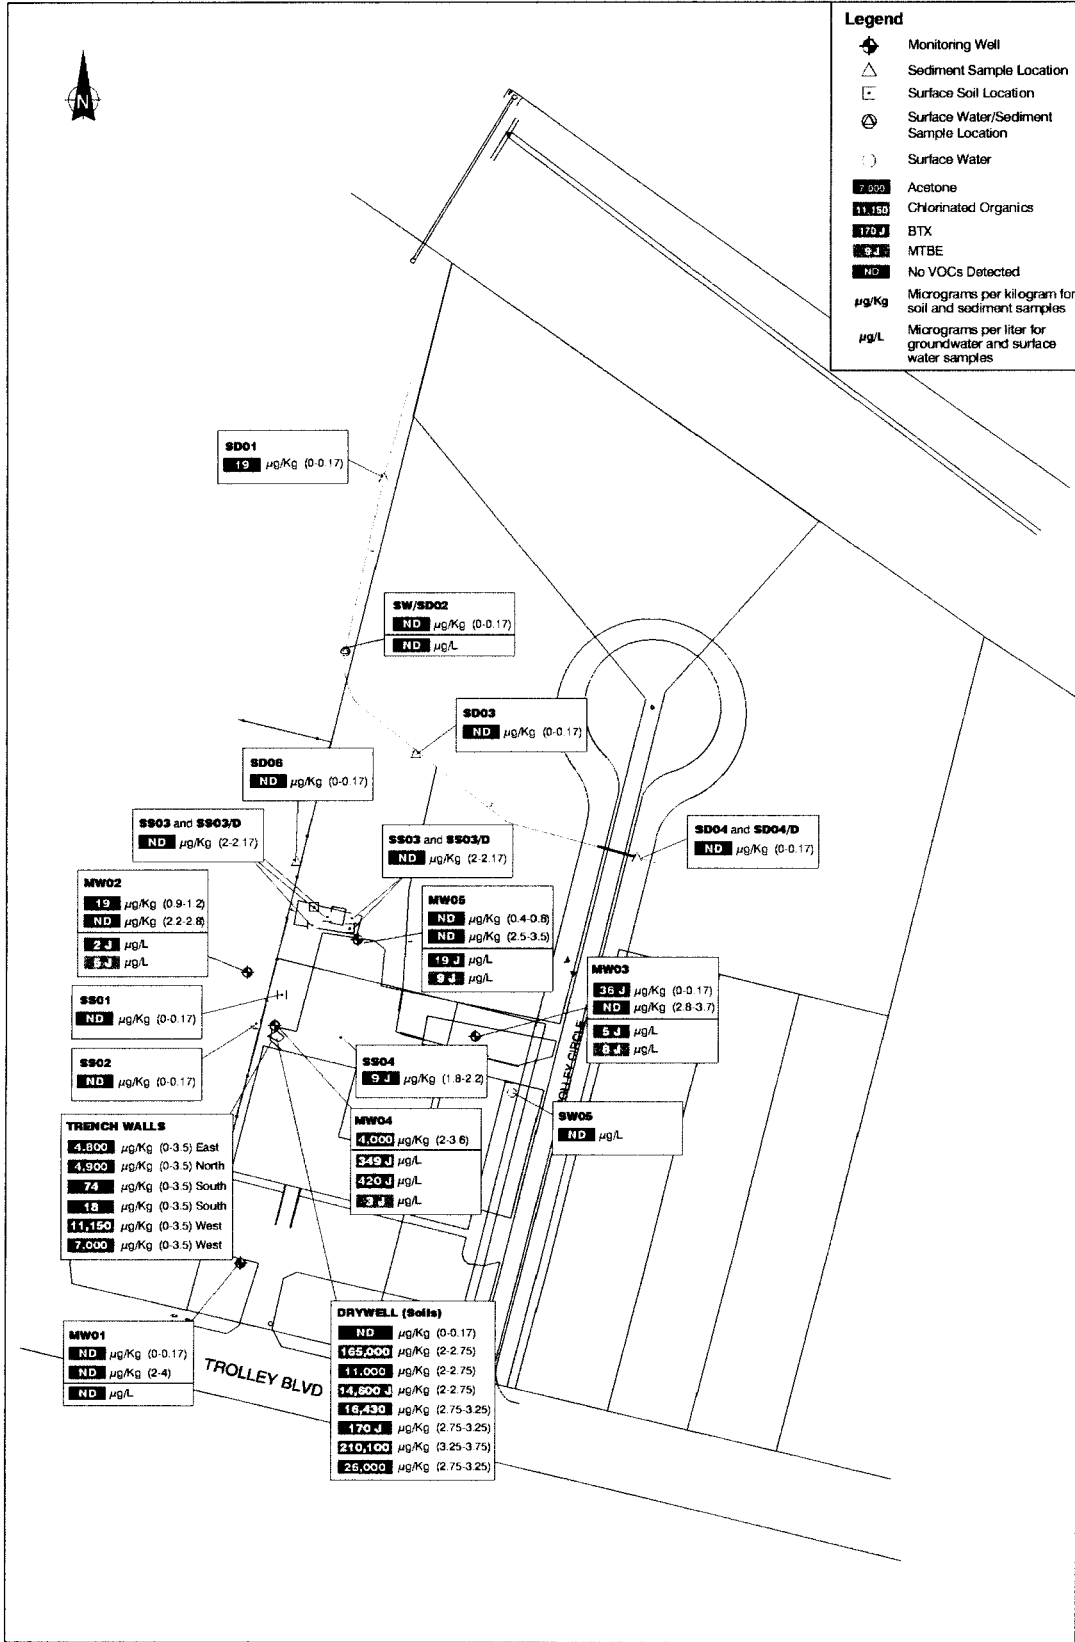 Legend
Monitoring Well
Sediment Sample Location
Surface Soil Location
Surface Water/Sediment
Sample Location
Surface Water
7,000 Acetone
11,150 Chlorinated Organics
170 J BTX
9 J MTBE
ND No VOCs Detected
µg/Kg Micrograms per kilogram for
soil and sediment samples
µg/L Micrograms per liter for
groundwater and surface
water samples
N
SD01
19 µg/Kg (0-0.17)
SW/SD02
ND µg/Kg (0-0.17)
ND µg/L
SD03
ND µg/Kg (0-0.17)
SD06
ND µg/Kg (0-0.17)
SS03 and SS03/D
ND µg/Kg (2-2.17)
SS03 and SS03/D
ND µg/Kg (2-2.17)
SD04 and SD04/D
ND µg/Kg (0-0.17)
MW02
19 µg/Kg (0.9-1.2)
ND µg/Kg (2.2-2.8)
2 J µg/L
J µg/L
MW05
ND µg/Kg (0.4-0.8)
ND µg/Kg (2.5-3.5)
19 J µg/L
9 J µg/L
MW03
36 J µg/Kg (0-0.17)
ND µg/Kg (2.8-3.7)
5 J µg/L
J µg/L
SS01
ND µg/Kg (0-0.17)
SS02
ND µg/Kg (0-0.17)
SS04
9 J µg/Kg (1.8-2.2)
SW05
ND µg/L
TROLLEY CIRCLE
TRENCH WALLS
4,800 µg/Kg (0-3.5) East
4,900 µg/Kg (0-3.5) North
74 µg/Kg (0-3.5) South
18 µg/Kg (0-3.5) South
11,150 µg/Kg (0-3.5) West
7,000 µg/Kg (0-3.5) West
MW04
4,000 µg/Kg (2-3.6)
349 J µg/L
420 J µg/L
3 J µg/L
MW01
ND µg/Kg (0-0.17)
ND µg/Kg (2-4)
ND µg/L
TROLLEY BLVD
DRYWELL (Soils)
ND µg/Kg (0-0.17)
165,000 µg/Kg (2-2.75)
11,000 µg/Kg (2-2.75)
14,600 J µg/Kg (2-2.75)
16,430 µg/Kg (2.75-3.25)
170 J µg/Kg (2.75-3.25)
210,100 µg/Kg (3.25-3.75)
26,000 µg/Kg (2.75-3.25)